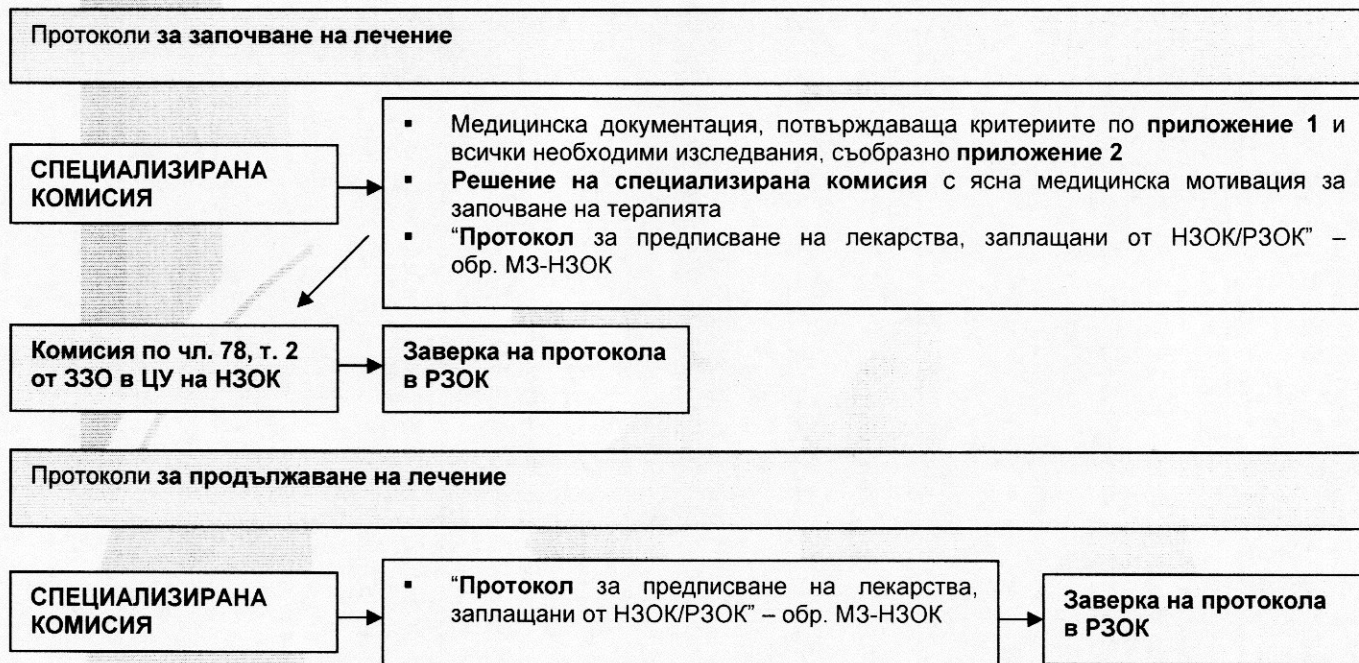 Протоколи за започване на лечение
СПЕЦИАЛИЗИРАНА
КОМИСИЯ
▪ Медицинска документация, потвърждаваща критериите по приложение 1 и
всички необходими изследвания, съобразно приложение 2
▪ Решение на специализирана комисия с ясна медицинска мотивация за
започване на терапията
▪ “Протокол за предписване на лекарства, заплащани от НЗОК/РЗОК” –
обр. МЗ-НЗОК
Комисия по чл. 78, т. 2
от ЗЗО в ЦУ на НЗОК
Заверка на протокола
в РЗОК
Протоколи за продължаване на лечение
СПЕЦИАЛИЗИРАНА
КОМИСИЯ
▪ “Протокол за предписване на лекарства,
заплащани от НЗОК/РЗОК” – обр. МЗ-НЗОК
Заверка на протокола
в РЗОК